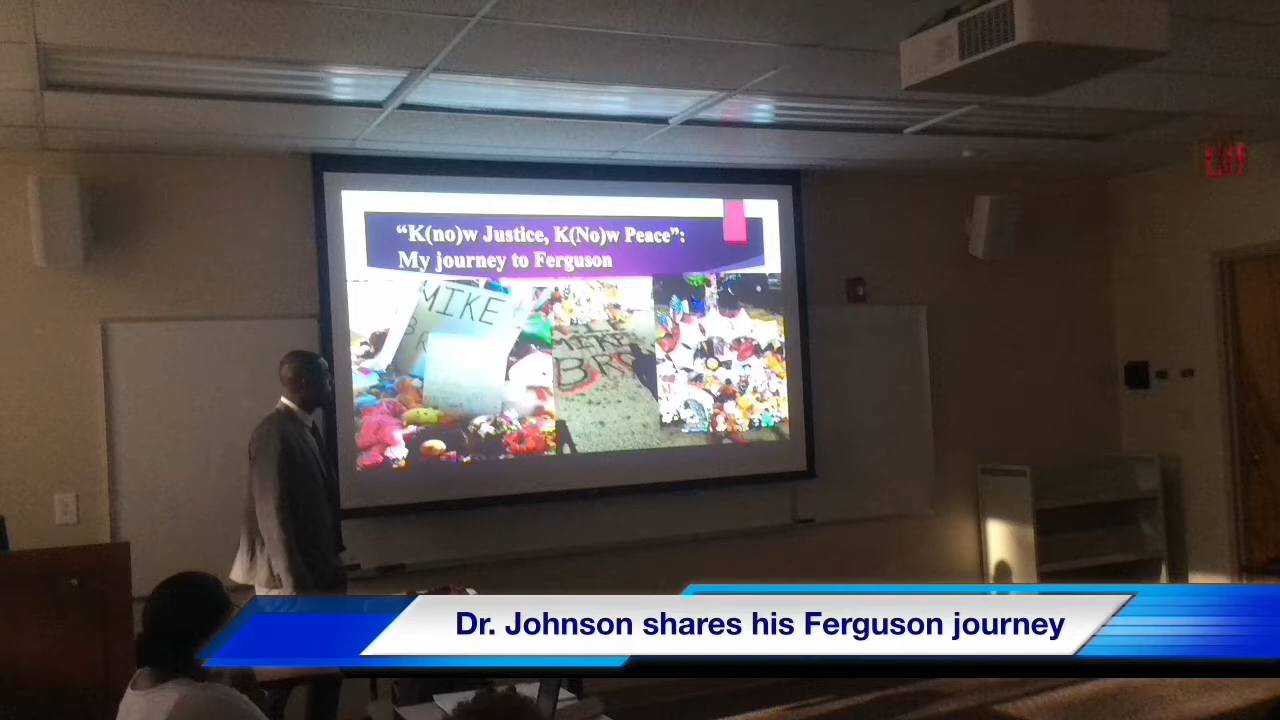 EXIT
“K(no)w Justice, K(No)w Peace”:
My journey to Ferguson
MIKE
MIKE
Dr. Johnson shares his Ferguson journey